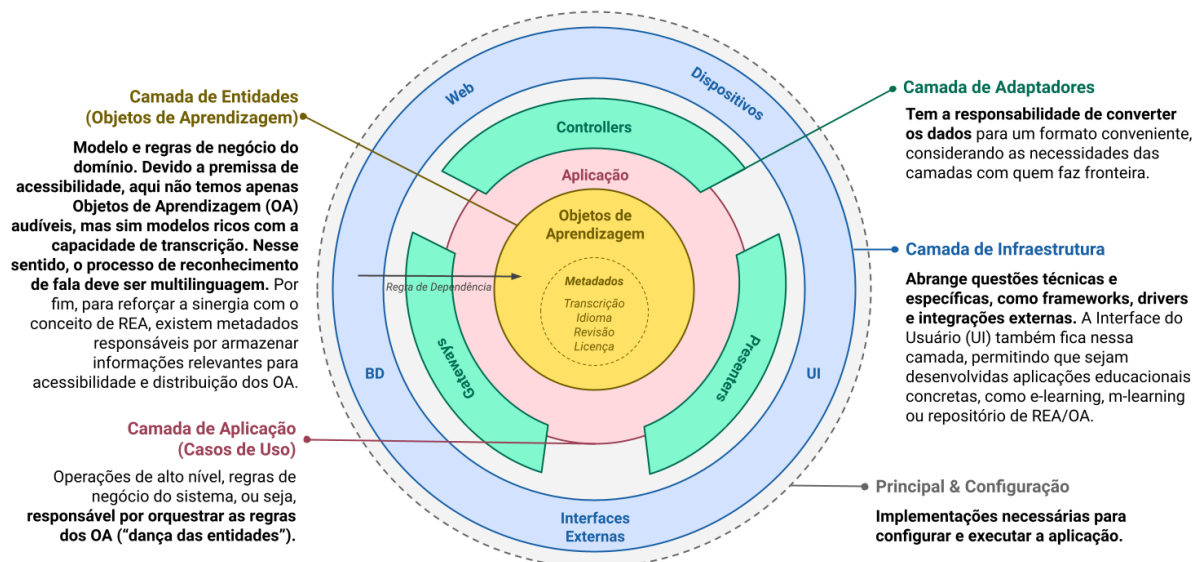 Camada de Entidades
(Objetos de Aprendizagem)
Modelo e regras de negócio do
domínio. Devido a premissa de
acessibilidade, aqui não temos apenas
Objetos de Aprendizagem (OA)
audíveis, mas sim modelos ricos com a
capacidade de transcrição. Nesse
sentido, o processo de reconhecimento
de fala deve ser multilinguagem. Por
fim, para reforçar a sinergia com o
conceito de REA, existem metadados
responsáveis por armazenar
informações relevantes para
acessibilidade e distribuição dos OA.
Camada de Aplicação
(Casos de Uso)
Operações de alto nível, regras de
negócio do sistema, ou seja,
responsável por orquestrar as regras
dos OA (“dança das entidades”).
Web
Dispositivos
Controllers
Aplicação
Objetos de
Aprendizagem
Metadados
Transcrição
Idioma
Revisão
Licença
Regra de Dependência
BD
Gateways
Presenters
UI
Interfaces
Externas
Camada de Adaptadores
Tem a responsabilidade de converter
os dados para um formato conveniente,
considerando as necessidades das
camadas com quem faz fronteira.
Camada de Infraestrutura
Abrange questões técnicas e
específicas, como frameworks, drivers
e integrações externas. A Interface do
Usuário (UI) também fica nessa
camada, permitindo que sejam
desenvolvidas aplicações educacionais
concretas, como e-learning, m-learning
ou repositório de REA/OA.
Principal & Configuração
Implementações necessárias para
configurar e executar a aplicação.